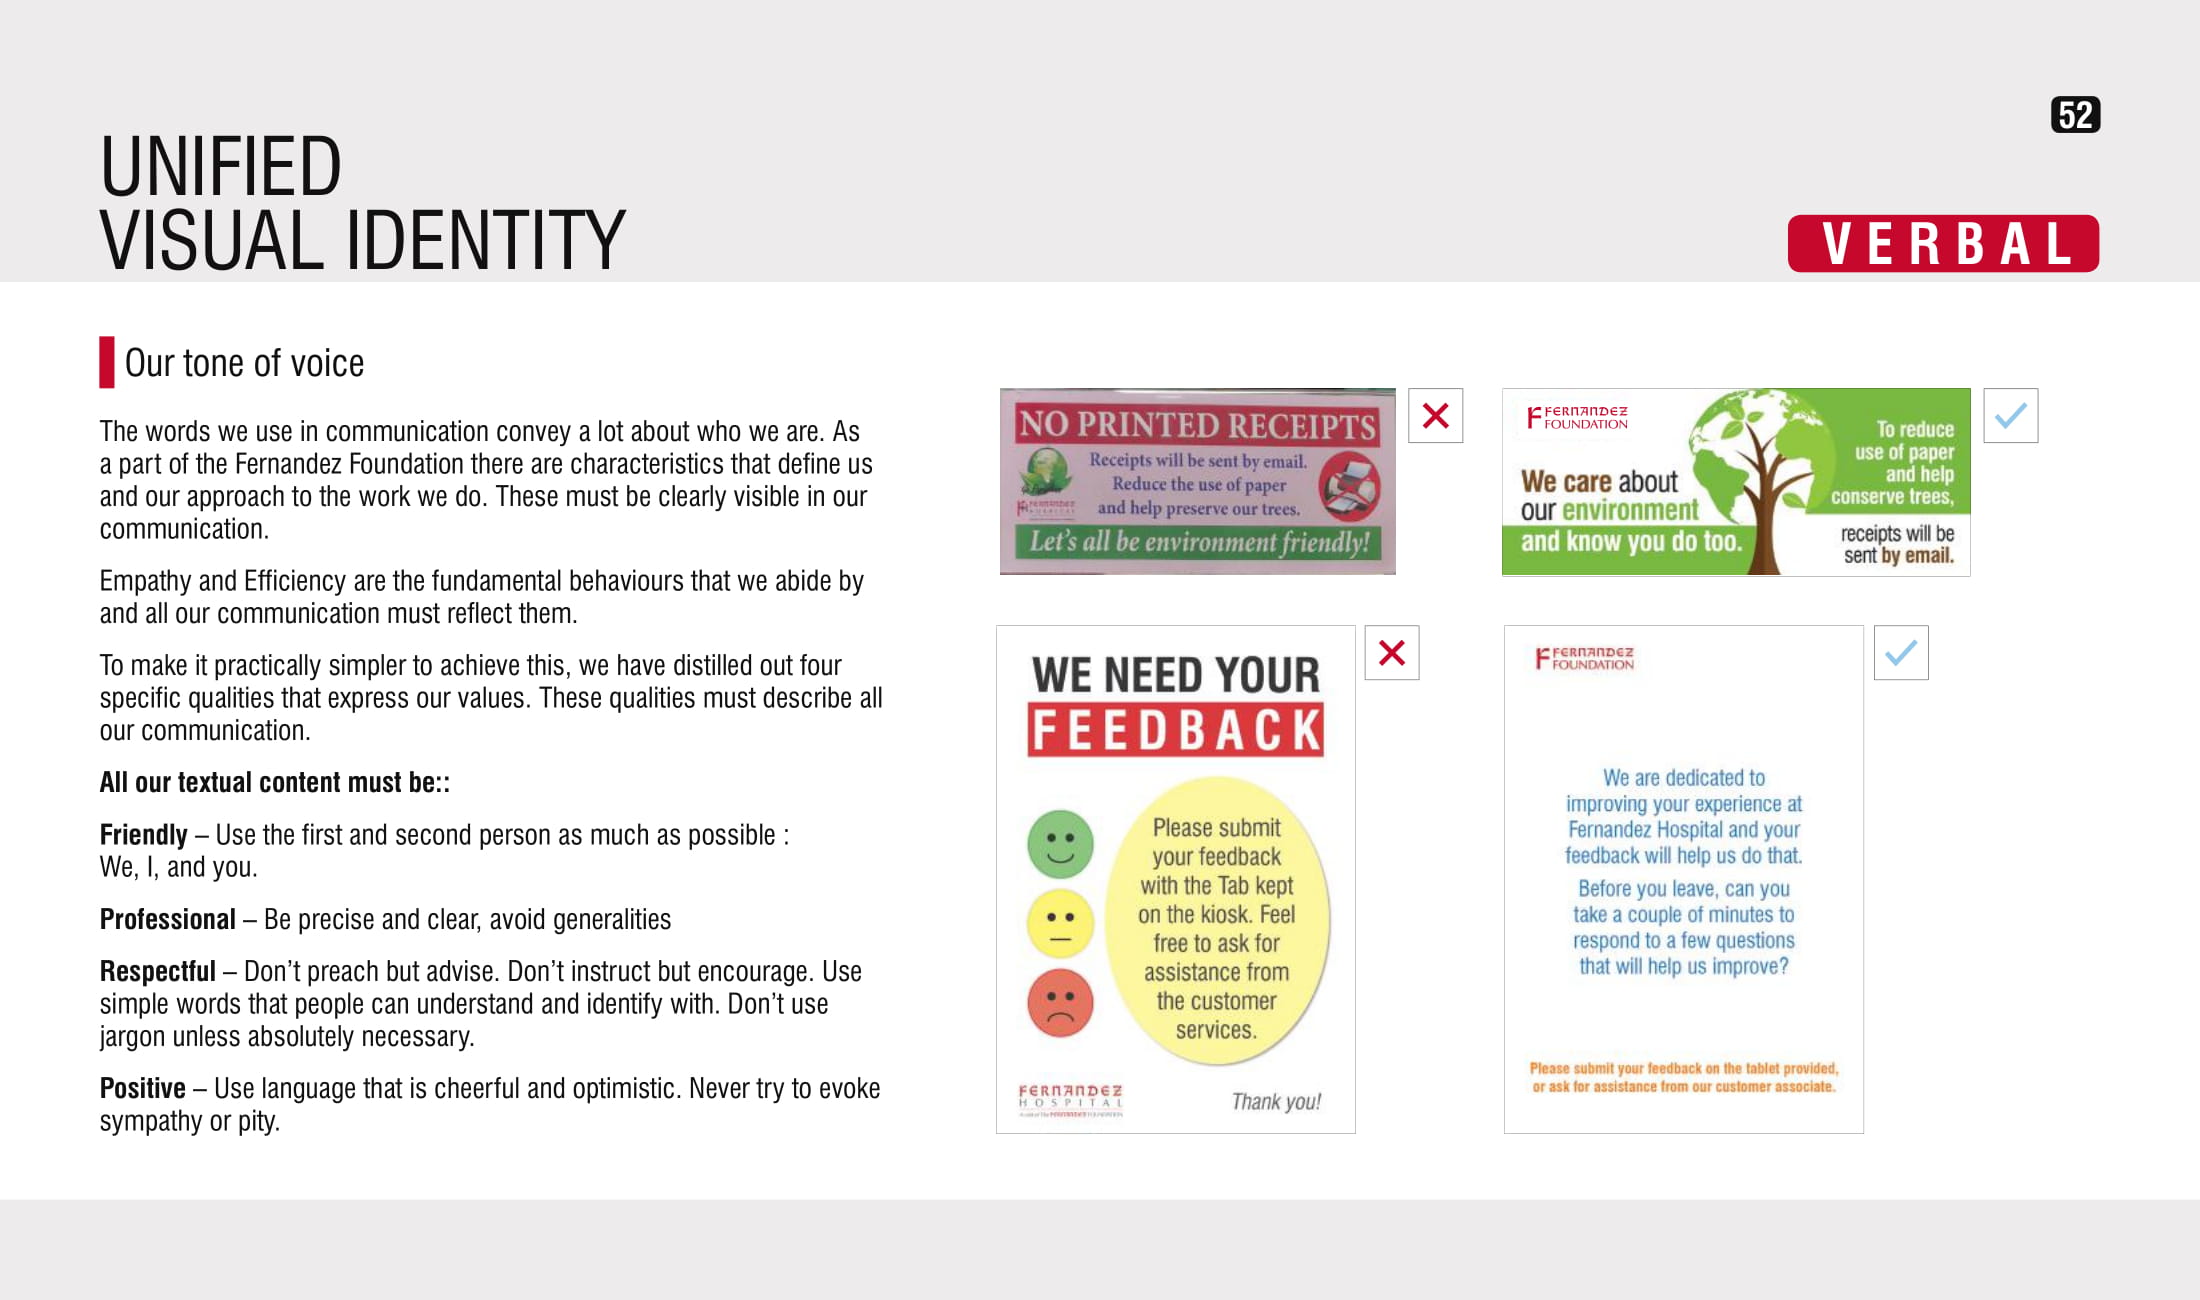 52
UNIFIED
VISUAL IDENTITY
VERBAL
Our tone of voice
The words we use in communication convey a lot about who we are. As
a part of the Fernandez Foundation there are characteristics that define us
and our approach to the work we do. These must be clearly visible in our
communication.
Empathy and Efficiency are the fundamental behaviours that we abide by
and all our communication must reflect them.
To make it practically simpler to achieve this, we have distilled out four
specific qualities that express our values. These qualities must describe all
our communication.
All our textual content must be::
Friendly – Use the first and second person as much as possible :
We, I, and you.
Professional – Be precise and clear, avoid generalities
Respectful – Don't preach but advise. Don't instruct but encourage. Use
simple words that people can understand and identify with. Don't use
jargon unless absolutely necessary.
Positive – Use language that is cheerful and optimistic. Never try to evoke
sympathy or pity.
NO PRINTED RECEIPTS
Receipts will be sent by email.
Reduce the use of paper
and help preserve our trees.
FERNANDEZ
HOSPITAL
Let's all be environment friendly!
FERNANDEZ
FOUNDATION
We care about
our environment
and know you do too.
To reduce
use of paper
and help
conserve trees,
receipts will be
sent by email.
WE NEED YOUR
FEEDBACK
Please submit
your feedback
with the Tab kept
on the kiosk. Feel
free to ask for
assistance from
the customer
services.
FERNANDEZ
HOSPITAL
Thank you!
FERNANDEZ
FOUNDATION
We are dedicated to
improving your experience at
Fernandez Hospital and your
feedback will help us do that.
Before you leave, can you
take a couple of minutes to
respond to a few questions
that will help us improve?
Please submit your feedback on the tablet provided,
or ask for assistance from our customer associate.